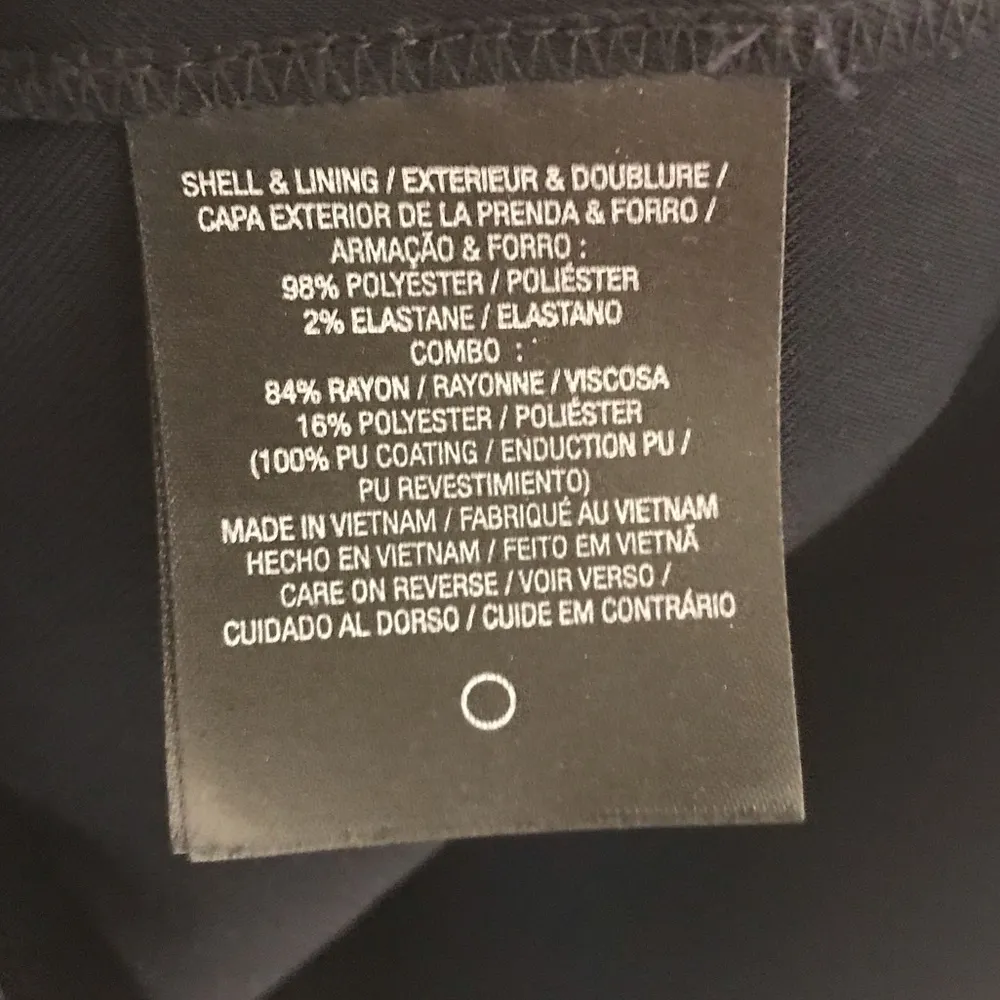 SHELL & LINING / EXTERIEUR & DOUBLURE /
CAPA EXTERIOR DE LA PRENDA & FORRO /
ARMAÇÃO & FORRO :
98% POLYESTER / POLIÉSTER
2% ELASTANE / ELASTANO
COMBO :
84% RAYON / RAYONNE / VISCOSA
16% POLYESTER / POLIÉSTER
(100% PU COATING / ENDUCTION PU /
PU REVESTIMIENTO)
MADE IN VIETNAM / FABRIQUÉ AU VIETNAM
HECHO EN VIETNAM / FEITO EM VIETNÃ
CARE ON REVERSE / VOIR VERSO /
CUIDADO AL DORSO / CUIDE EM CONTRÁRIO